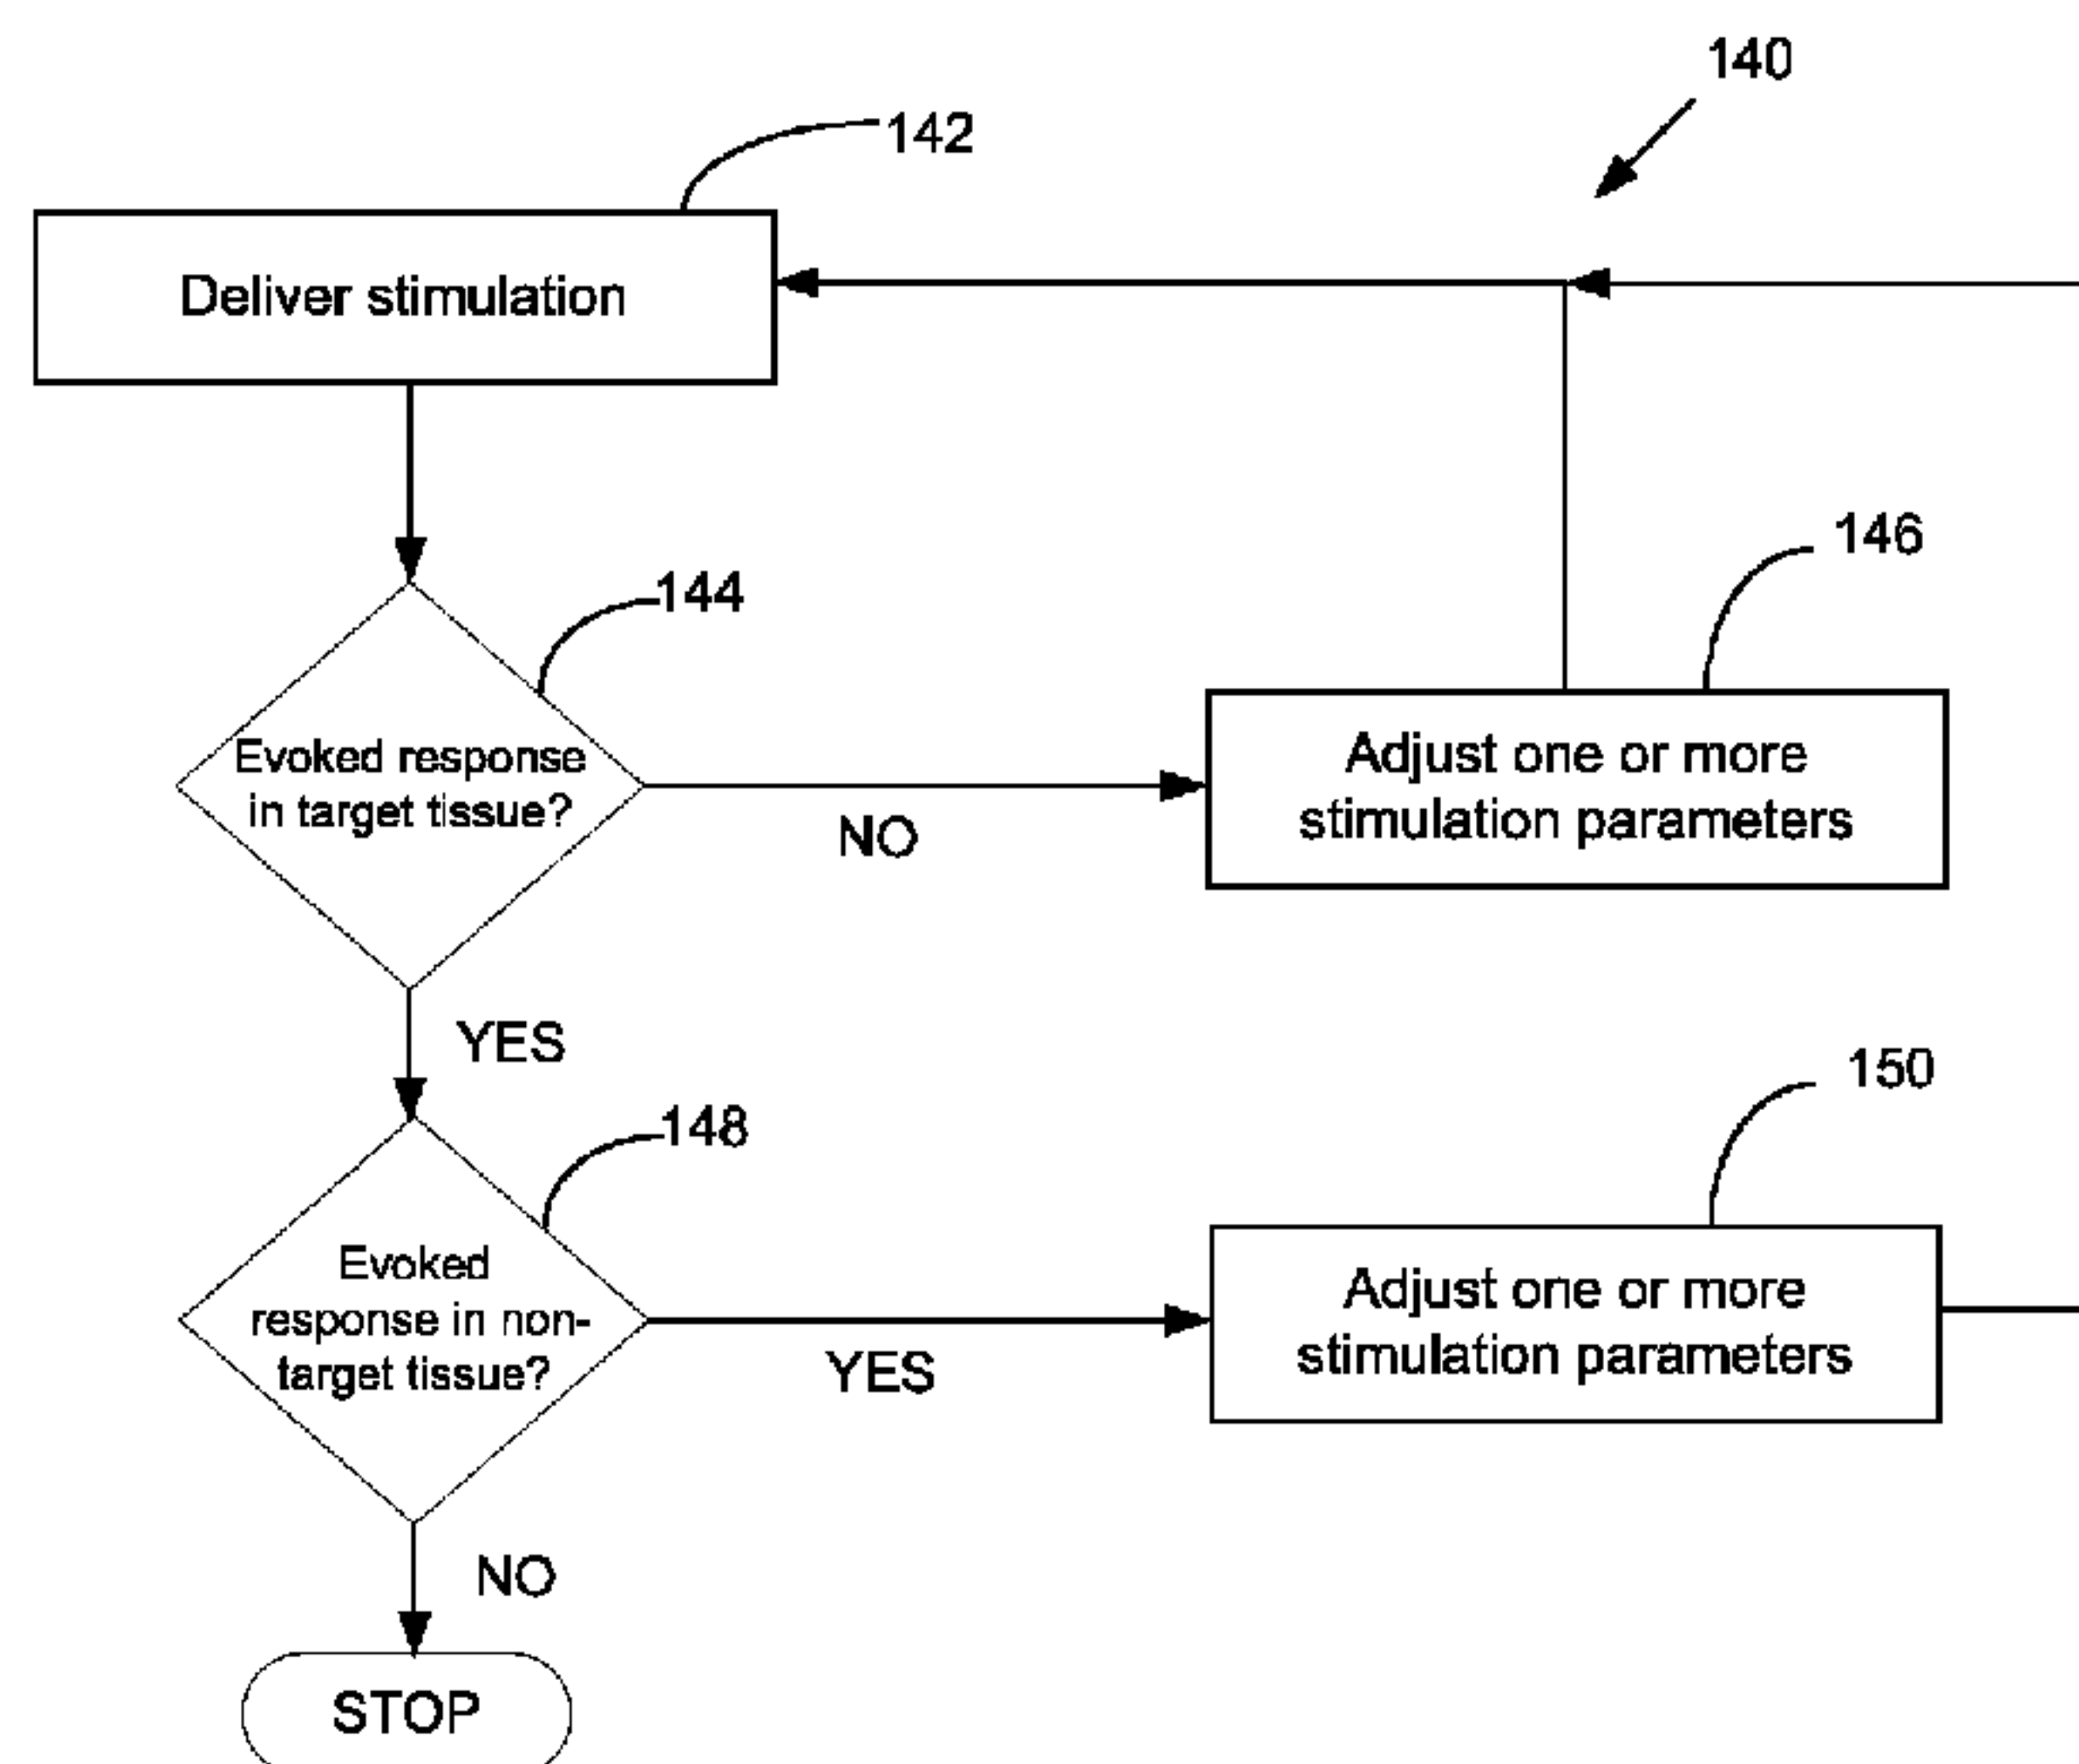 140
142
Deliver stimulation
144
Evoked response
in target tissue?
NO
146
Adjust one or more
stimulation parameters
YES
148
Evoked
response in non-
target tissue?
YES
150
Adjust one or more
stimulation parameters
NO
STOP